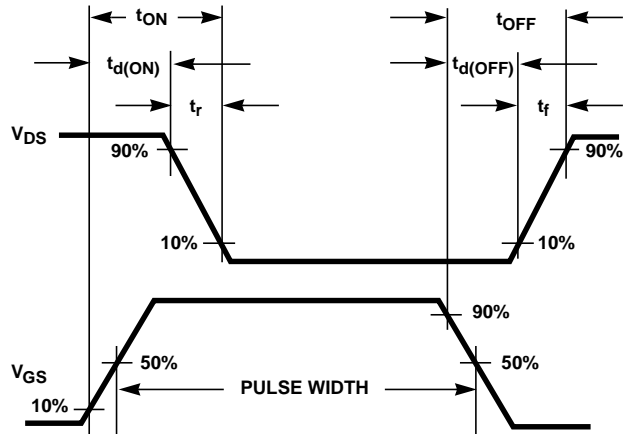 tON
tOFF
td(ON)
td(OFF)
tr
tf
VDS
90%
90%
10%
10%
90%
50%
50%
VGS
PULSE WIDTH
10%